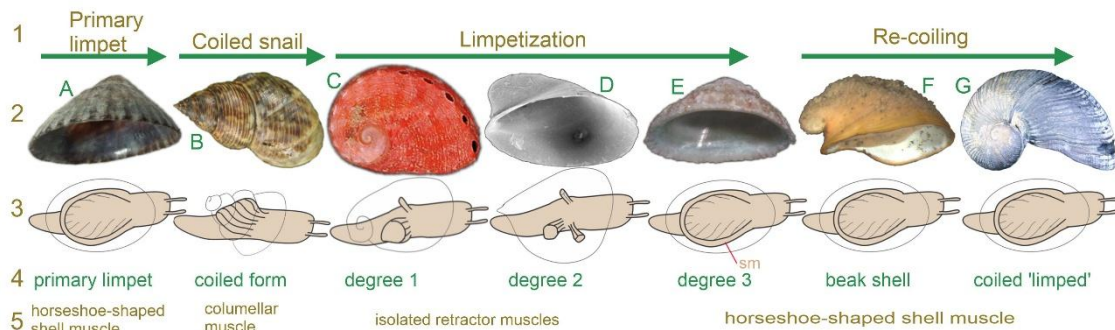 1
Primary
limpet
Coiled snail
Limpetization
Re-coiling
2
A
B
C
D
E
F
G
3
sm
4
primary limpet
coiled form
degree 1
degree 2
degree 3
beak shell
coiled 'limped'
5
horseshoe-shaped
shell muscle
columellar
muscle
isolated retractor muscles
horseshoe-shaped shell muscle